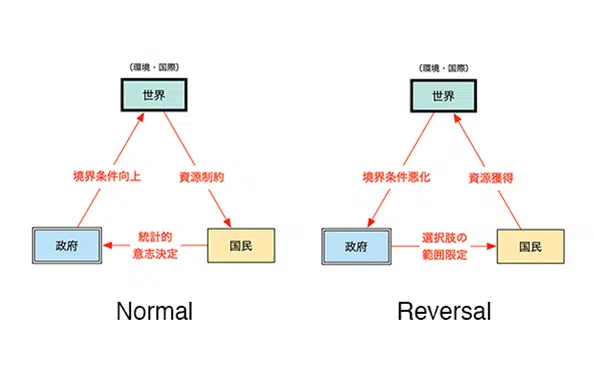 （環境・国際）
世界
境界条件向上
資源制約
政府
統計的
意志決定
国民
Normal
（環境・国際）
世界
境界条件悪化
資源獲得
政府
選択肢の
範囲限定
国民
Reversal